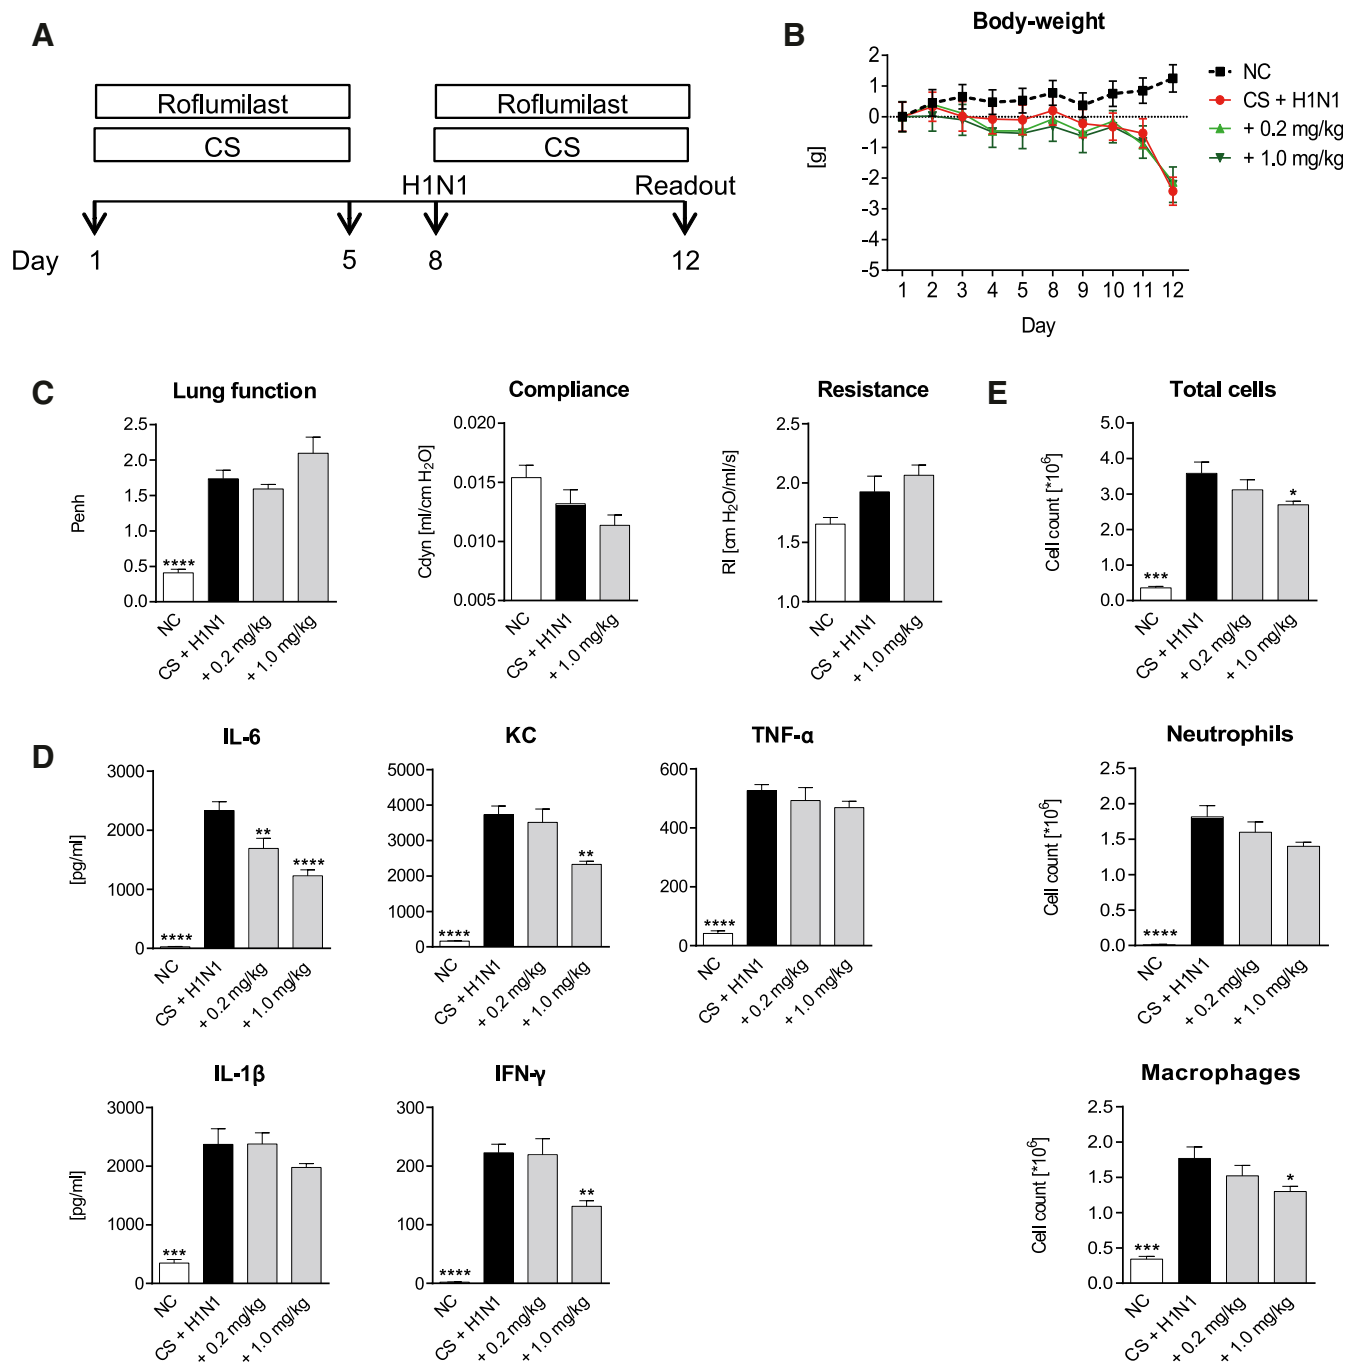 A
Roflumilast
Roflumilast
CS
CS
H1N1
Readout
Day
1
5
8
12
B
Body-weight
2
1
0
-1
-2
-3
-4
-5
[g]
1 2 3 4 5 8 9 10 11 12
Day
NC
CS + H1N1
+ 0.2 mg/kg
+ 1.0 mg/kg
C
Lung function
2.5
2.0
1.5
1.0
0.5
0.0
Penh
****
NC
CS + H1N1
+ 0.2 mg/kg
+ 1.0 mg/kg
Compliance
0.020
0.015
0.010
0.005
Cdyn [ml/cm H₂O]
NC
CS + H1N1
+ 1.0 mg/kg
Resistance
2.5
2.0
1.5
1.0
Rl [cm H₂O/ml/s]
NC
CS + H1N1
+ 1.0 mg/kg
E
Total cells
5.0
4.0
3.0
2.0
1.0
0.0
Cell count [*10⁶]
***
*
NC
CS + H1N1
+ 0.2 mg/kg
+ 1.0 mg/kg
D
IL-6
3000
2000
1000
0
[pg/ml]
****
**
****
NC
CS + H1N1
+ 0.2 mg/kg
+ 1.0 mg/kg
KC
5000
4000
3000
2000
1000
0
****
**
NC
CS + H1N1
+ 0.2 mg/kg
+ 1.0 mg/kg
TNF-α
600
400
200
0
****
NC
CS + H1N1
+ 0.2 mg/kg
+ 1.0 mg/kg
Neutrophils
2.5
2.0
1.5
1.0
0.5
0.0
Cell count [*10⁶]
****
NC
CS + H1N1
+ 0.2 mg/kg
+ 1.0 mg/kg
IL-1β
3000
2000
1000
0
[pg/ml]
***
NC
CS + H1N1
+ 0.2 mg/kg
+ 1.0 mg/kg
IFN-γ
300
200
100
0
****
**
NC
CS + H1N1
+ 0.2 mg/kg
+ 1.0 mg/kg
Macrophages
2.5
2.0
1.5
1.0
0.5
0.0
Cell count [*10⁶]
***
*
NC
CS + H1N1
+ 0.2 mg/kg
+ 1.0 mg/kg